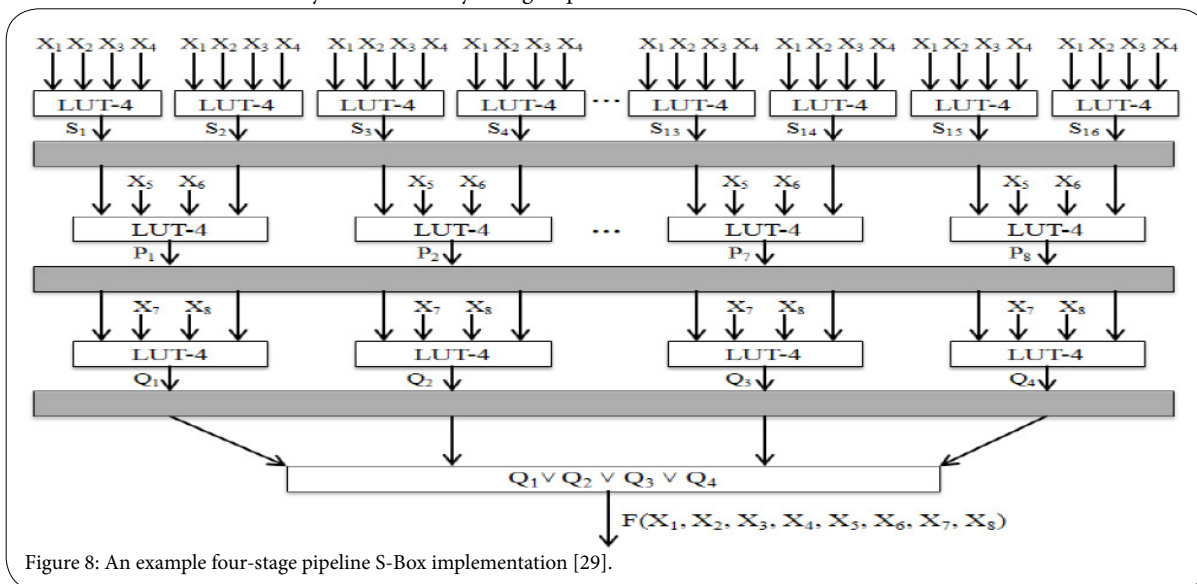 X₁ X₂ X₃ X₄ X₁ X₂ X₃ X₄ X₁ X₂ X₃ X₄ X₁ X₂ X₃ X₄ X₁ X₂ X₃ X₄ X₁ X₂ X₃ X₄ X₁ X₂ X₃ X₄ X₁ X₂ X₃ X₄
LUT-4 LUT-4 LUT-4 LUT-4 ... LUT-4 LUT-4 LUT-4 LUT-4
S₁ S₂ S₃ S₄ S₁₃ S₁₄ S₁₅ S₁₆
X₅ X₆ X₅ X₆ X₅ X₆ X₅ X₆
LUT-4 LUT-4 ... LUT-4 LUT-4
P₁ P₂ P₇ P₈
X₇ X₈ X₇ X₈ X₇ X₈ X₇ X₈
LUT-4 LUT-4 LUT-4 LUT-4
Q₁ Q₂ Q₃ Q₄
Q₁ ∨ Q₂ ∨ Q₃ ∨ Q₄
F(X₁, X₂, X₃, X₄, X₅, X₆, X₇, X₈)
Figure 8: An example four-stage pipeline S-Box implementation [29].